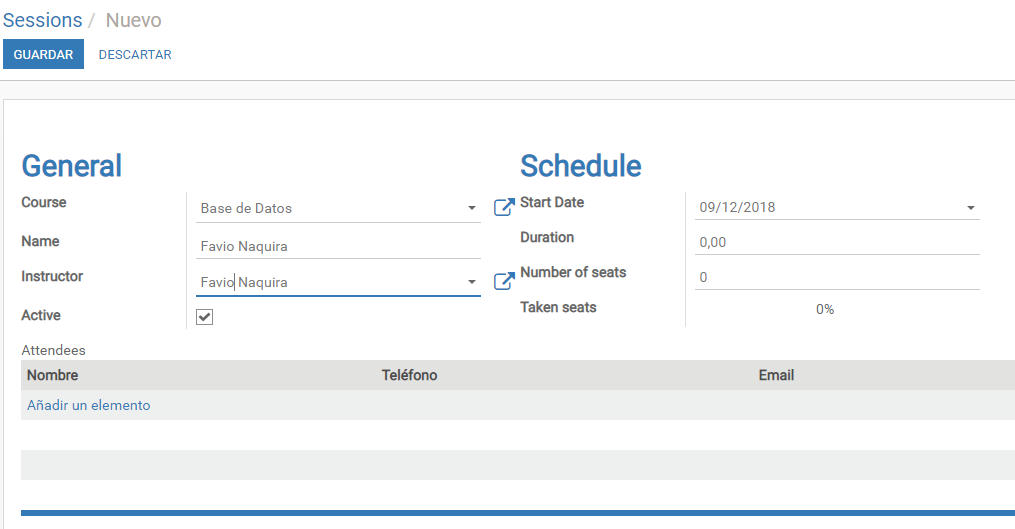 Sessions / Nuevo
GUARDAR DESCARTAR
General
Course Base de Datos
Name Favio Naquira
Instructor Favio Naquira
Active
Schedule
Start Date 09/12/2018
Duration 0,00
Number of seats 0
Taken seats 0%
Attendees
Nombre Teléfono Email
Añadir un elemento